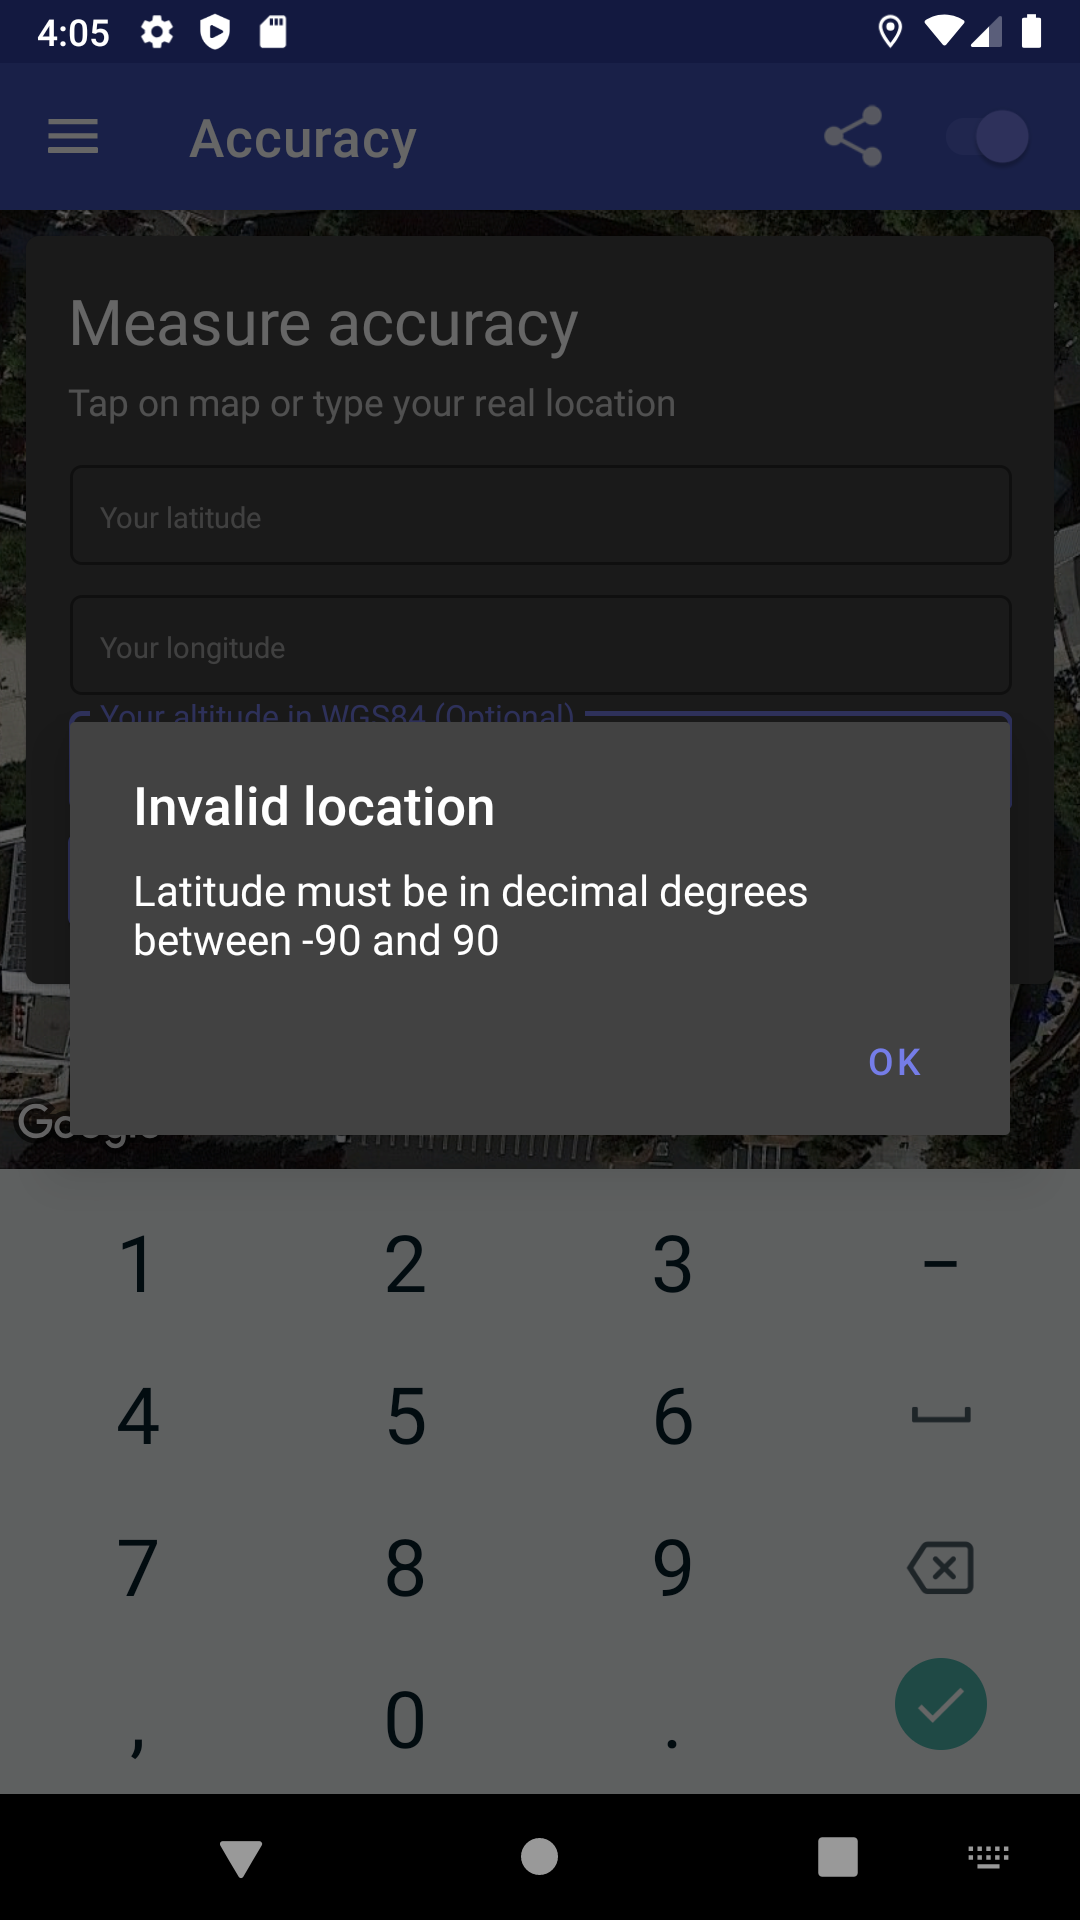 4:05
Accuracy
Measure accuracy
Tap on map or type your real location
Your latitude
Your longitude
Your altitude in WGS84 (Optional)
Invalid location
Latitude must be in decimal degrees
between -90 and 90
OK
Google
1 2 3 –
4 5 6
7 8 9
, 0 .